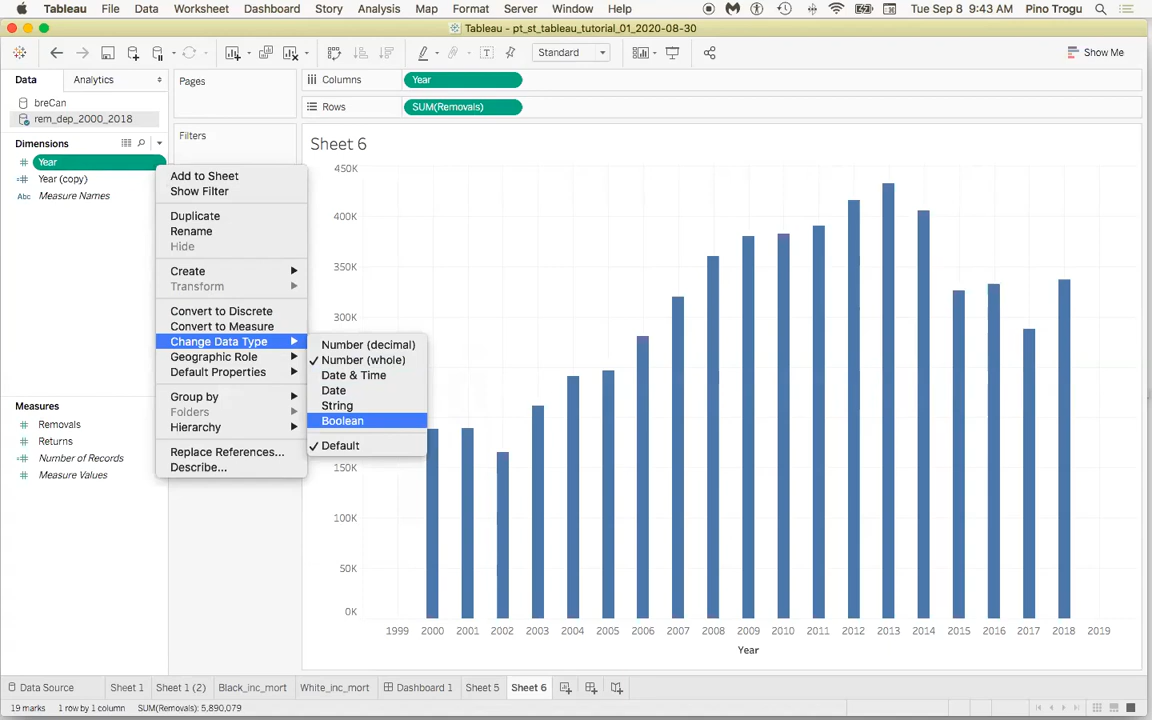 Tableau File Data Worksheet Dashboard Story Analysis Map Format Server Window Help Tue Sep 8 9:43 AM Pino Trogu
Tableau - pt_st_tableau_tutorial_01_2020-08-30
Standard Show Me
Data Analytics
breCan
rem_dep_2000_2018
Dimensions
Year
Year (copy)
Abc Measure Names
Measures
Removals
Returns
Number of Records
Measure Values
Pages
Filters
Columns Year
Rows SUM(Removals)
Add to Sheet
Show Filter
Duplicate
Rename
Hide
Create
Transform
Convert to Discrete
Convert to Measure
Change Data Type
Geographic Role
Default Properties
Group by
Folders
Hierarchy
Replace References...
Describe...
Number (decimal)
Number (whole)
Date & Time
Date
String
Boolean
Default
Sheet 6
450K
400K
350K
300K
150K
100K
50K
0K
1999 2000 2001 2002 2003 2004 2005 2006 2007 2008 2009 2010 2011 2012 2013 2014 2015 2016 2017 2018 2019
Year
Data Source Sheet 1 Sheet 1 (2) Black_inc_mort White_inc_mort Dashboard 1 Sheet 5 Sheet 6
19 marks 1 row by 1 column SUM(Removals): 5,890,079